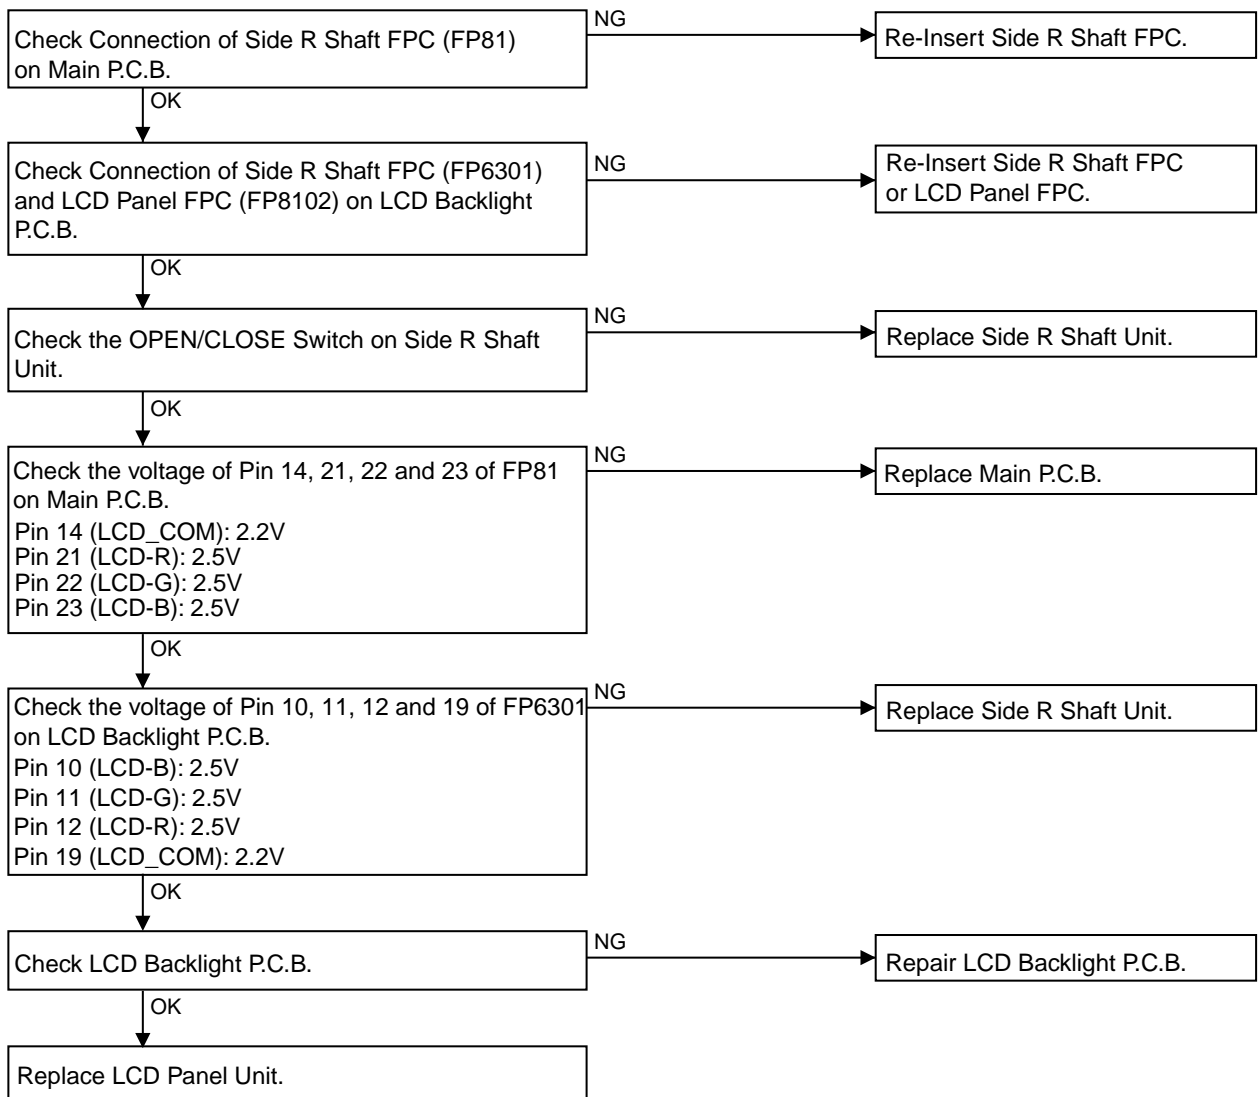 Check Connection of Side R Shaft FPC (FP81)
on Main P.C.B.
NG
Re-Insert Side R Shaft FPC.
OK
Check Connection of Side R Shaft FPC (FP6301)
and LCD Panel FPC (FP8102) on LCD Backlight
P.C.B.
NG
Re-Insert Side R Shaft FPC
or LCD Panel FPC.
OK
Check the OPEN/CLOSE Switch on Side R Shaft
Unit.
NG
Replace Side R Shaft Unit.
OK
Check the voltage of Pin 14, 21, 22 and 23 of FP81
on Main P.C.B.
Pin 14 (LCD_COM): 2.2V
Pin 21 (LCD-R): 2.5V
Pin 22 (LCD-G): 2.5V
Pin 23 (LCD-B): 2.5V
NG
Replace Main P.C.B.
OK
Check the voltage of Pin 10, 11, 12 and 19 of FP6301
on LCD Backlight P.C.B.
Pin 10 (LCD-B): 2.5V
Pin 11 (LCD-G): 2.5V
Pin 12 (LCD-R): 2.5V
Pin 19 (LCD_COM): 2.2V
NG
Replace Side R Shaft Unit.
OK
Check LCD Backlight P.C.B.
NG
Repair LCD Backlight P.C.B.
OK
Replace LCD Panel Unit.